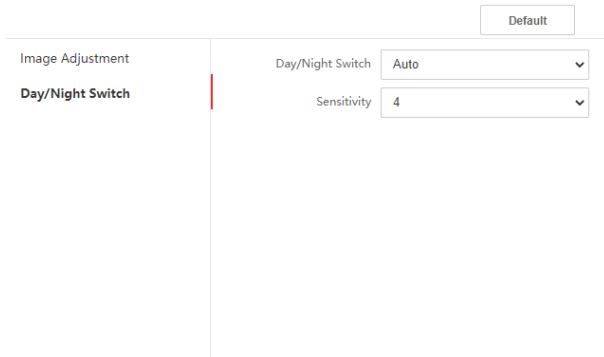 Default
Image Adjustment
Day/Night Switch
Day/Night Switch Auto
Sensitivity 4